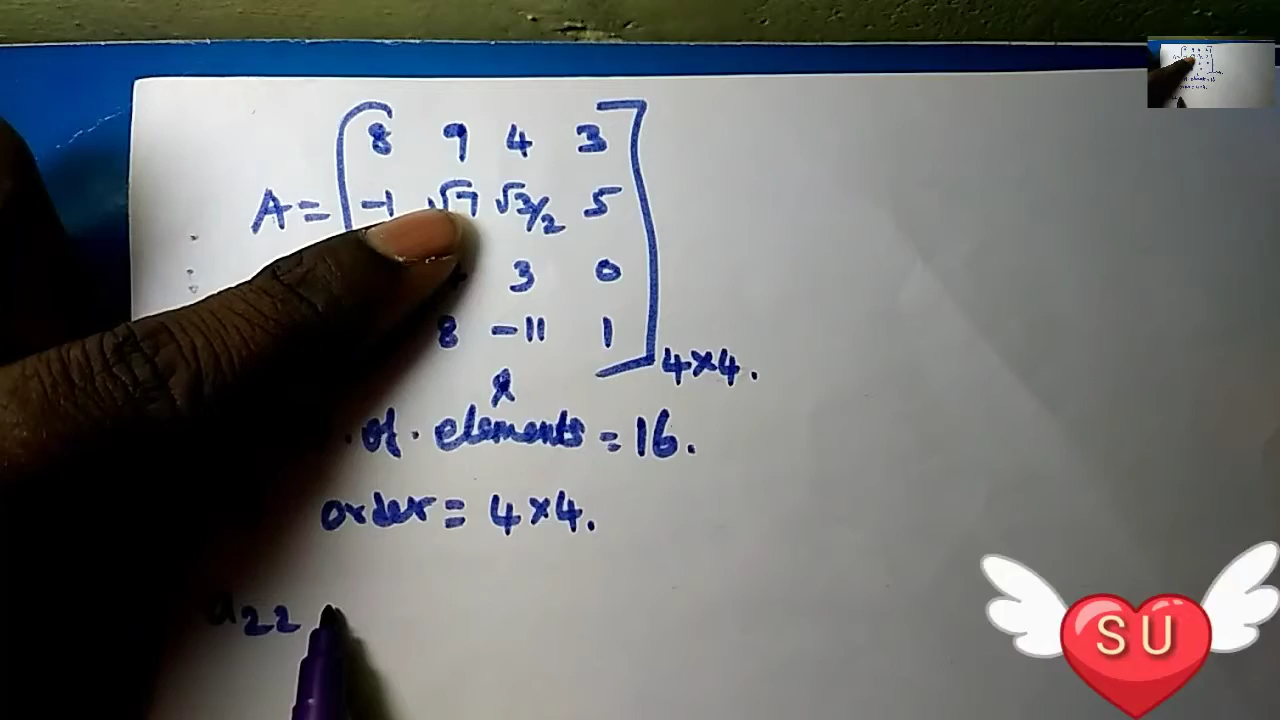 8 9 4 3
A = -1 √7 √3/2 5
3 0
8 -11 1
4×4.
. of . elements = 16.
order = 4×4.
a22
SU